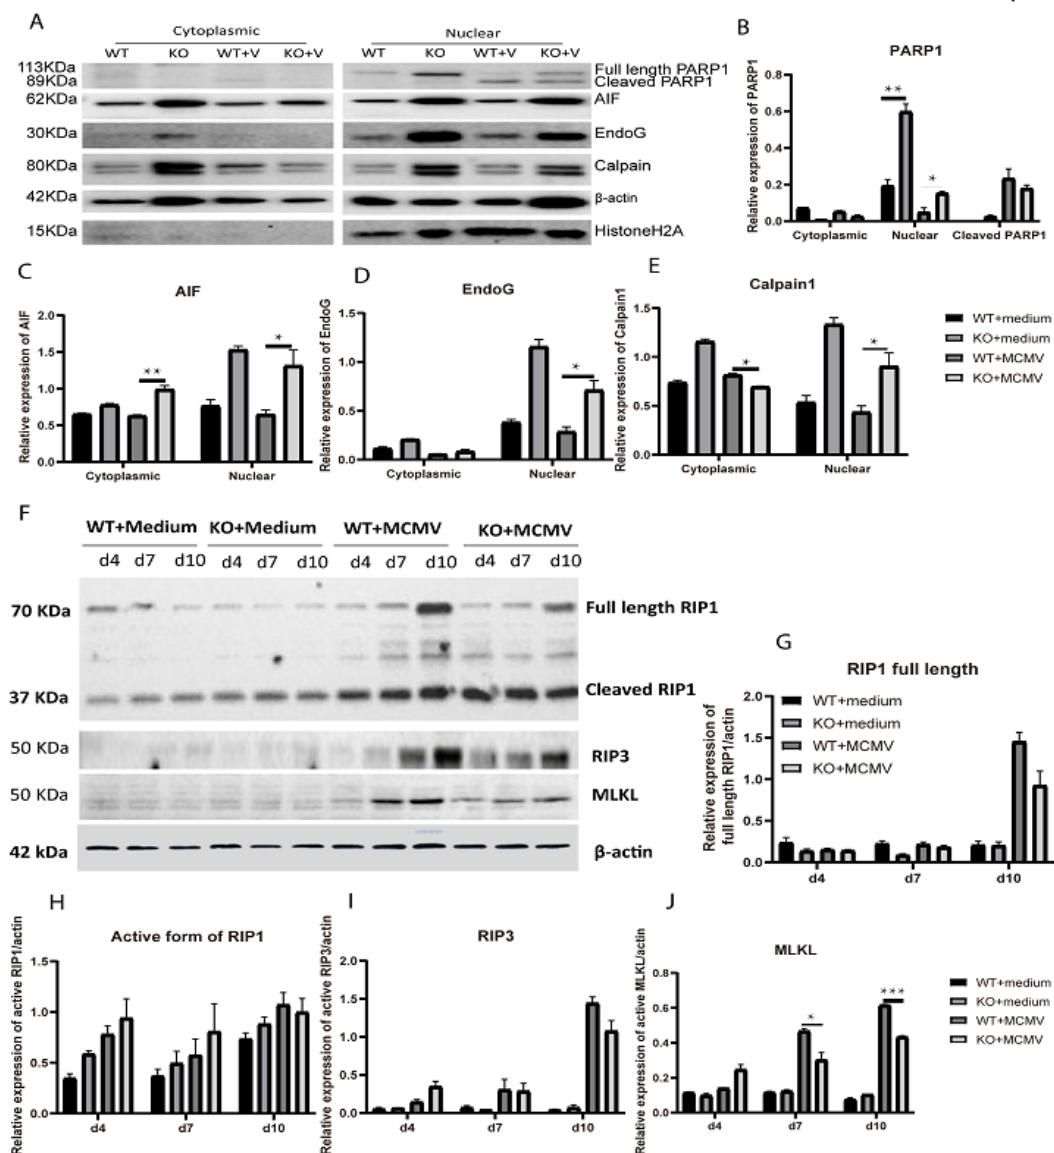 A
Cytoplasmic
Nuclear
WT KO WT+V KO+V
WT KO WT+V KO+V
113KDa
89KDa
62KDa
30KDa
80KDa
42KDa
15KDa
Full length PARP1
Cleaved PARP1
AIF
EndoG
Calpain
β-actin
HistoneH2A
B
PARP1
Relative expression of PARP1
0.8
0.6
0.4
0.2
0.0
**
*
Cytoplasmic Nuclear Cleaved PARP1
C
AIF
Relative expression of AIF
2.0
1.5
1.0
0.5
0.0
**
*
Cytoplasmic Nuclear
D
EndoG
Relative expression of EndoG
1.5
1.0
0.5
0.0
*
Cytoplasmic Nuclear
E
Calpain1
Relative expression of Calpain1
1.5
1.0
0.5
0.0
*
*
Cytoplasmic Nuclear
WT+medium
KO+medium
WT+MCMV
KO+MCMV
F
WT+Medium KO+Medium WT+MCMV KO+MCMV
d4 d7 d10 d4 d7 d10 d4 d7 d10 d4 d7 d10
70 KDa
37 KDa
50 KDa
50 KDa
42 kDa
Full length RIP1
Cleaved RIP1
RIP3
MLKL
β-actin
G
RIP1 full length
Relative expression of
full length RIP1/actin
2.0
1.5
1.0
0.5
0.0
WT+medium
KO+medium
WT+MCMV
KO+MCMV
d4 d7 d10
H
Active form of RIP1
Relative expression of active RIP1/actin
1.5
1.0
0.5
0.0
d4 d7 d10
I
RIP3
Relative expression of active RIP3/actin
2.0
1.5
1.0
0.5
0.0
d4 d7 d10
J
MLKL
Relative expression of active MLKL/actin
0.8
0.6
0.4
0.2
0.0
*
***
d4 d7 d10
WT+medium
KO+medium
WT+MCMV
KO+MCMV